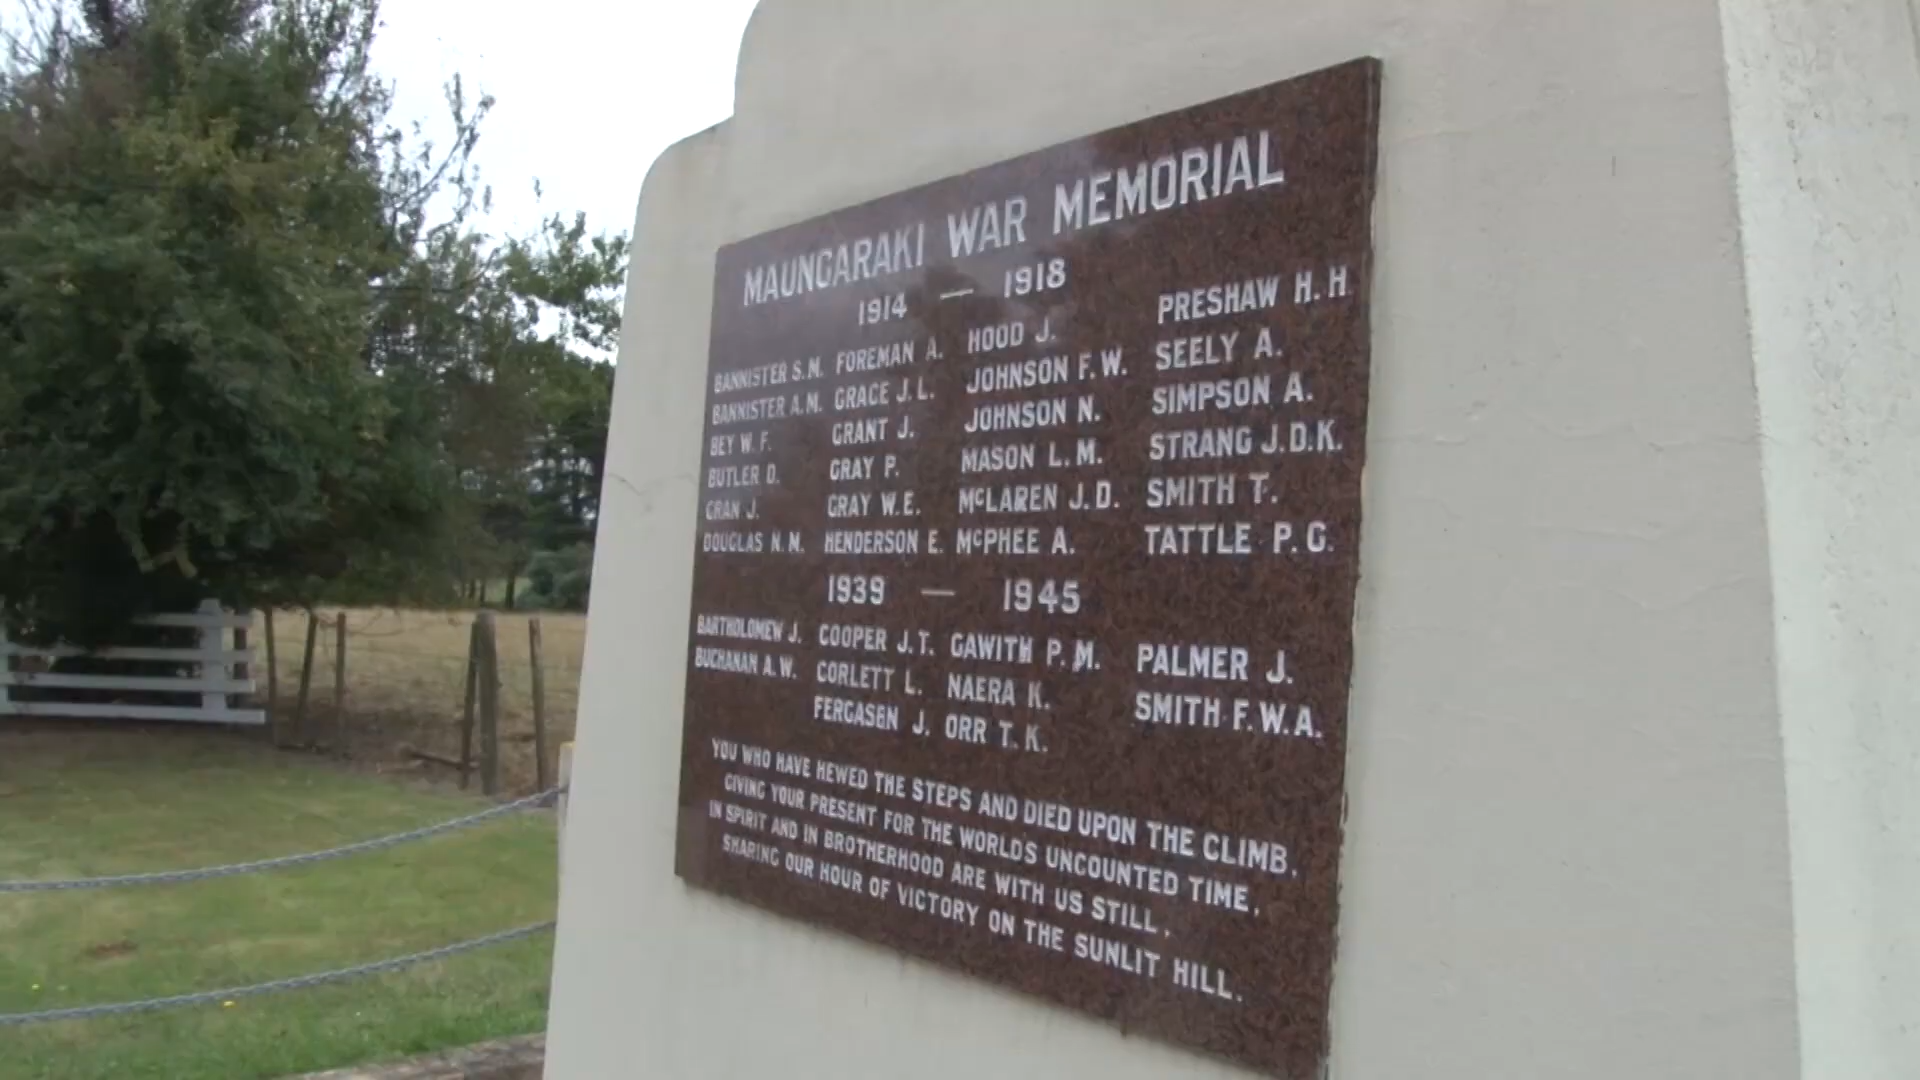 MAUNGARAKI WAR MEMORIAL
1914 — 1918
BANNISTER S.M. FOREMAN A. HOOD J. PRESHAW H. H
BANNISTER A.M. GRACE J. L. JOHNSON F. W. SEELY A.
BEY W. F. GRANT J. JOHNSON N. SIMPSON A.
BUTLER D. GRAY P. MASON L. M. STRANG J.D.K.
CRAN J. GRAY W.E. McLAREN J. D. SMITH T.
DOUGLAS N. M. HENDERSON E. McPHEE A. TATTLE P. G.
1939 — 1945
BARTHOLOMEW J. COOPER J. T. GAWITH P. M. PALMER J.
BUCHANAN A. W. CORLETT L. NAERA K. SMITH F.W.A.
FERGASEN J. ORR T. K.
YOU WHO HAVE HEWED THE STEPS AND DIED UPON THE CLIMB,
GIVING YOUR PRESENT FOR THE WORLDS UNCOUNTED TIME,
IN SPIRIT AND IN BROTHERHOOD ARE WITH US STILL,
SHARING OUR HOUR OF VICTORY ON THE SUNLIT HILL.